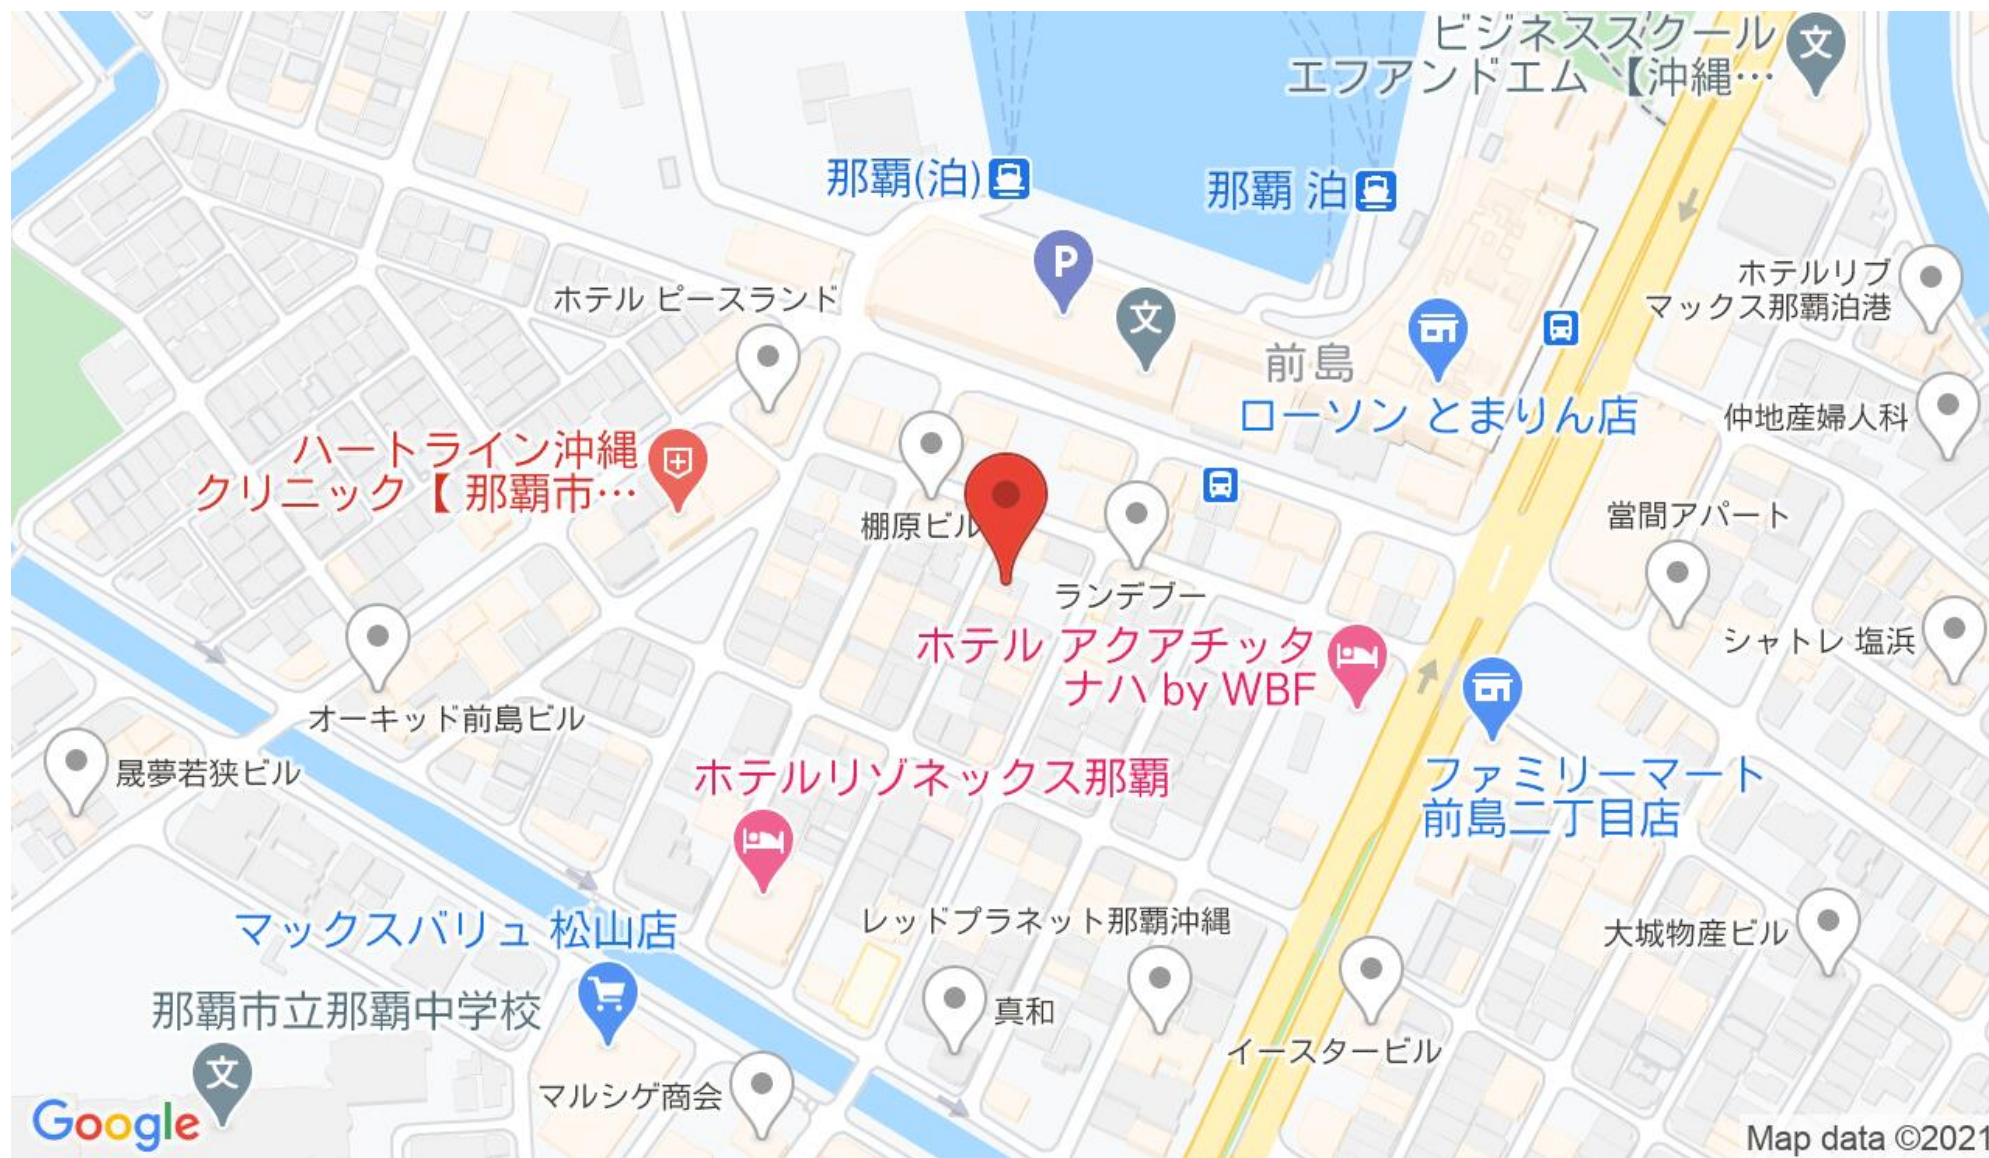 ビジネススクール
エフアンドエム 【沖縄…
文
那覇(泊)
那覇 泊
P
文
ホテル ピースランド
前島
ホテルリブ
マックス那覇泊港
ローソン とまりん店
仲地産婦人科
ハートライン沖縄
クリニック【 那覇市…
棚原ビル
當間アパート
ランデブー
シャトレ 塩浜
ホテル アクアチッタ
ナハ by WBF
オーキッド前島ビル
晟夢若狭ビル
ホテルリゾネックス那覇
ファミリーマート
前島二丁目店
マックスバリュ 松山店
レッドプラネット那覇沖縄
大城物産ビル
那覇市立那覇中学校
文
真和
イースタービル
マルシゲ商会
Google
Map data ©2021